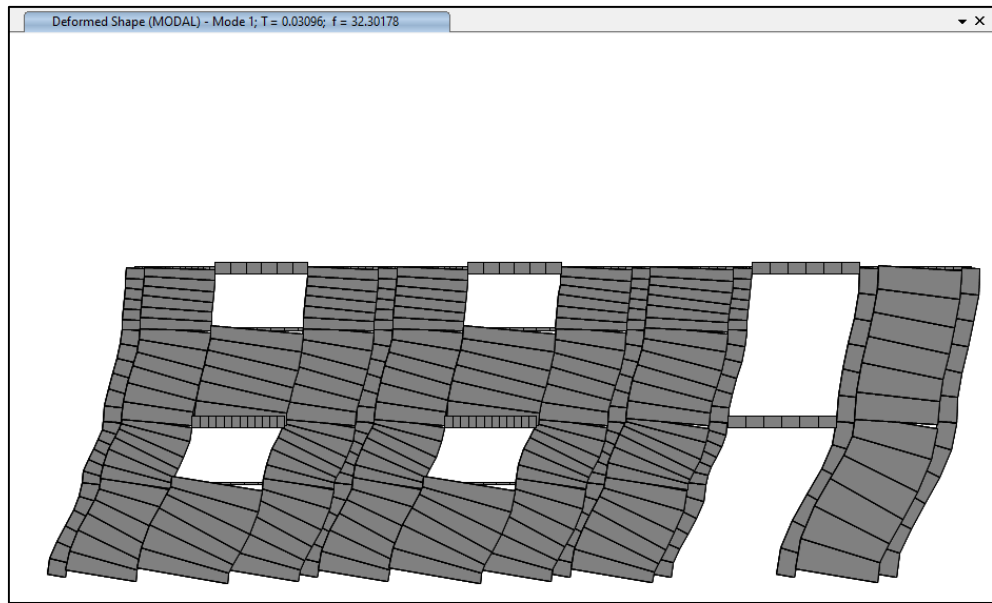 Deformed Shape (MODAL) - Mode 1; T = 0.03096; f = 32.30178